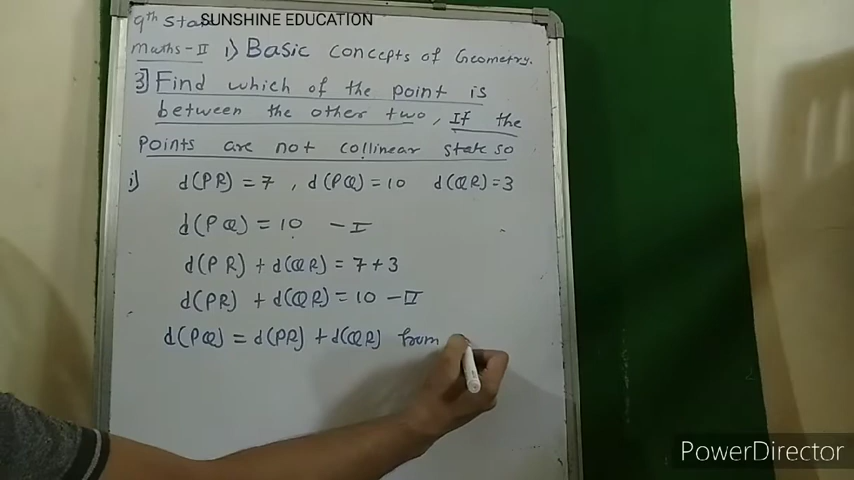 9th Sta
SUNSHINE EDUCATION
Maths-II 1) Basic concepts of Geometry.
3] Find which of the point is
between the other two, If the
points are not collinear state so
i) d(PR) = 7 , d(PQ) = 10 d(QR) = 3
d(PQ) = 10 - I
d(PR) + d(QR) = 7 + 3
d(PR) + d(QR) = 10 - II
d(PQ) = d(PR) + d(QR) from
PowerDirector